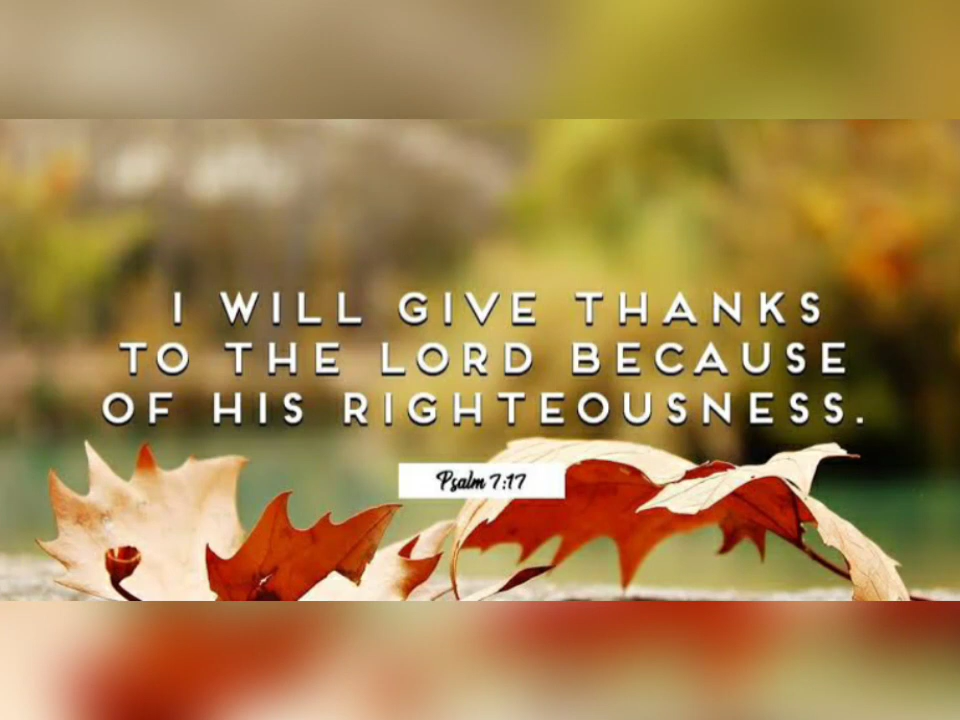 I WILL GIVE THANKS
TO THE LORD BECAUSE
OF HIS RIGHTEOUSNESS.
Psalm 7:17